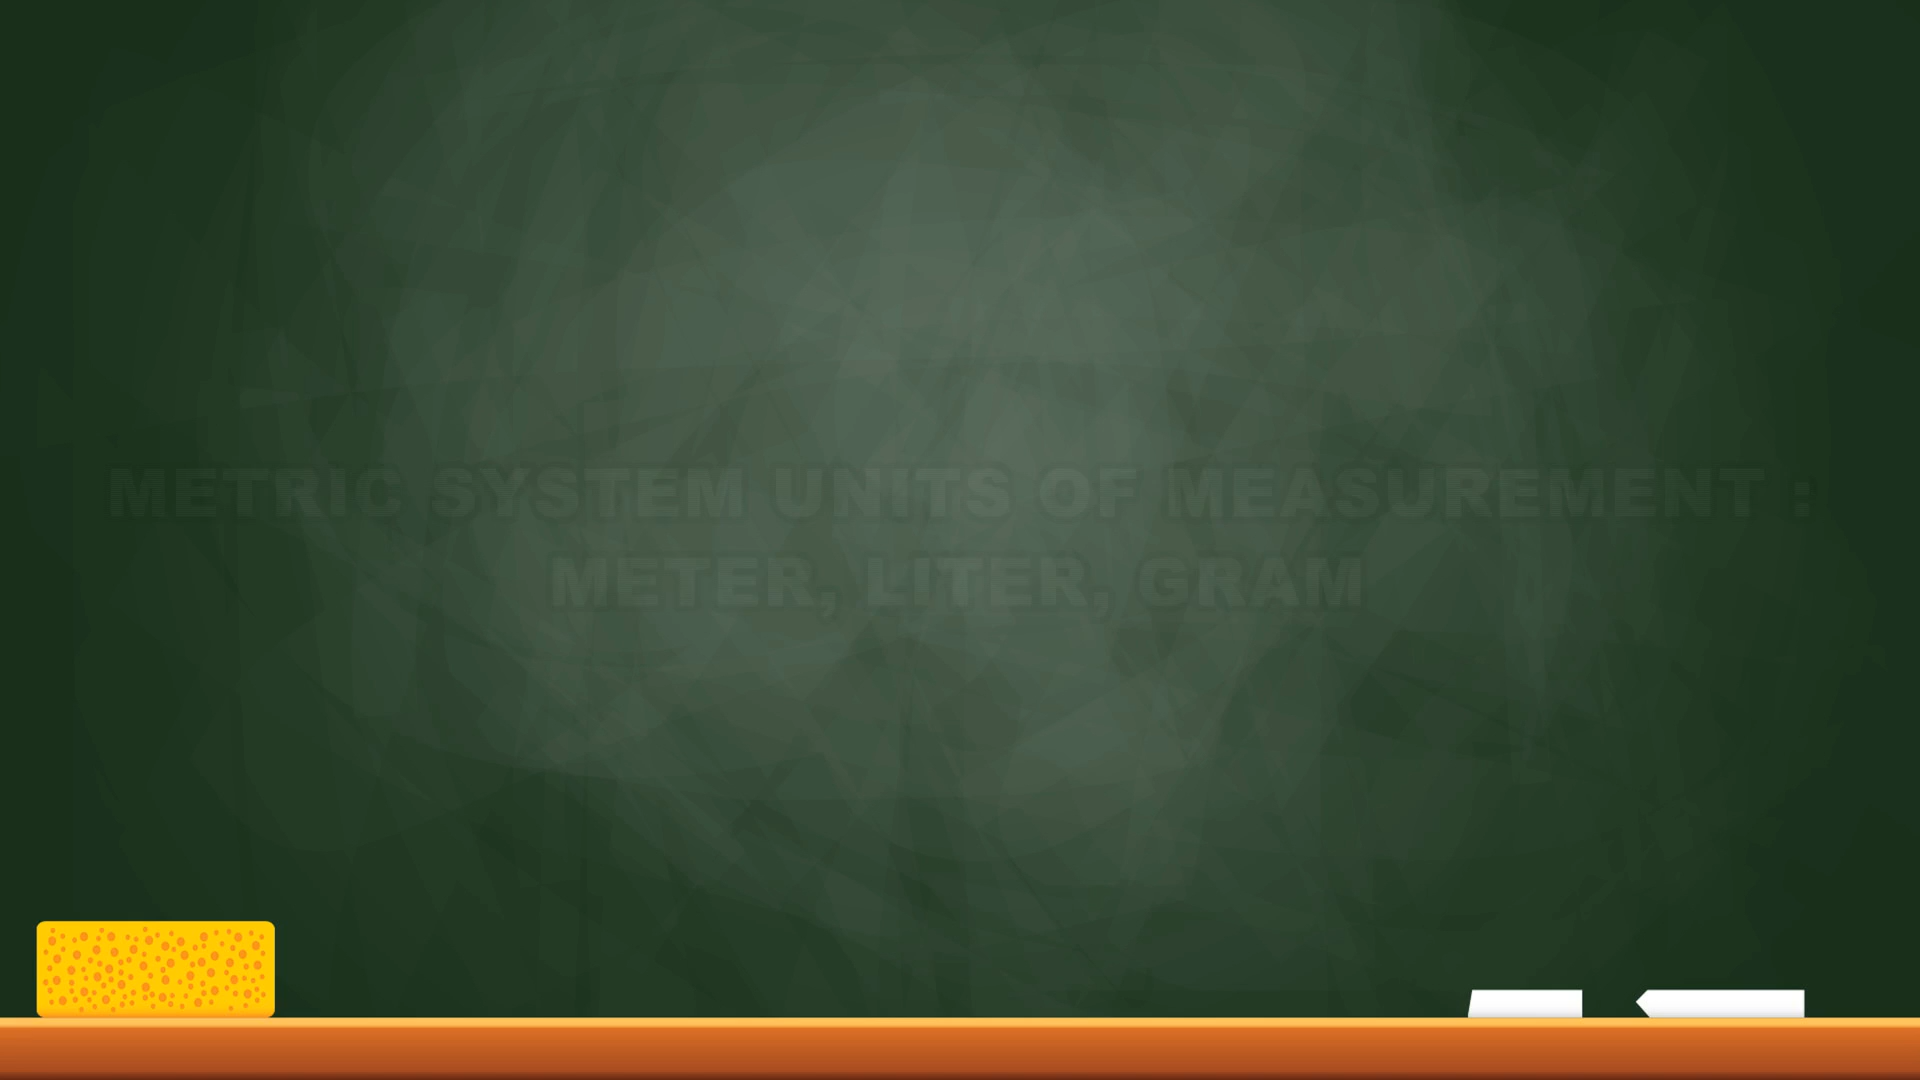 METRIC SYSTEM UNITS OF MEASUREMENT :
METER, LITER, GRAM